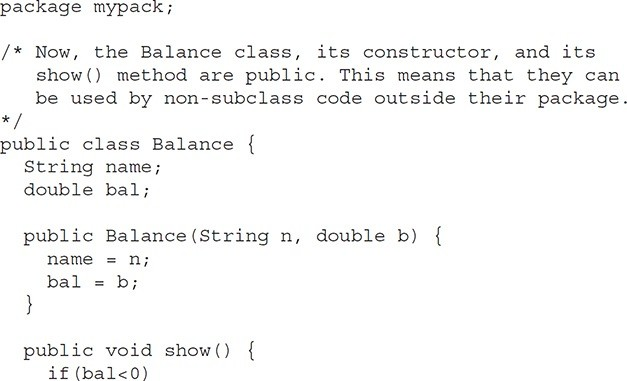 package mypack;

/* Now, the Balance class, its constructor, and its
   show() method are public. This means that they can
   be used by non-subclass code outside their package.
*/
public class Balance {
  String name;
  double bal;

  public Balance(String n, double b) {
    name = n;
    bal = b;
  }

  public void show() {
    if(bal<0)